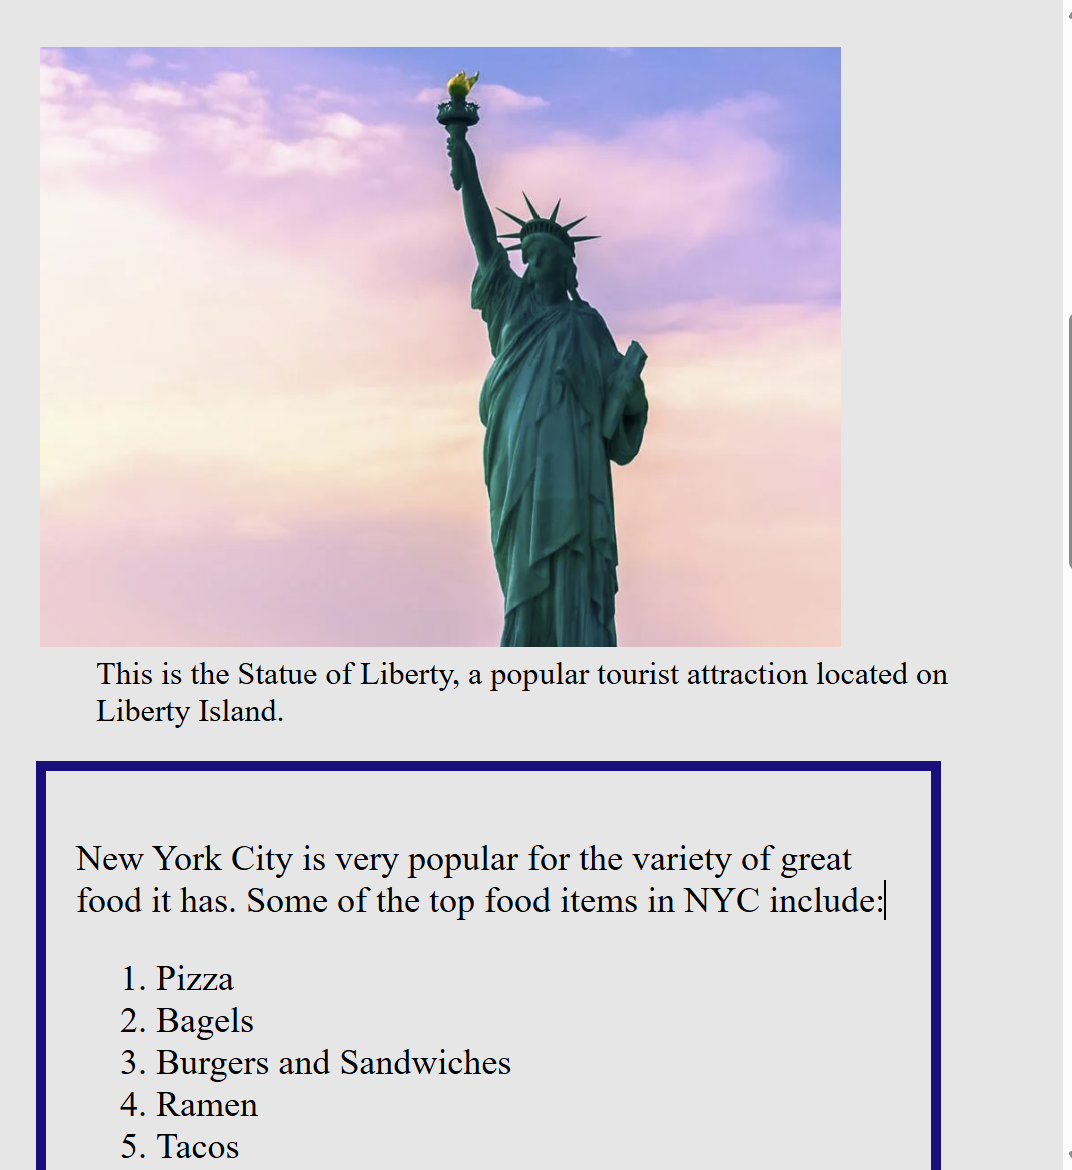 This is the Statue of Liberty, a popular tourist attraction located on
Liberty Island.
New York City is very popular for the variety of great
food it has. Some of the top food items in NYC include:
1. Pizza
2. Bagels
3. Burgers and Sandwiches
4. Ramen
5. Tacos